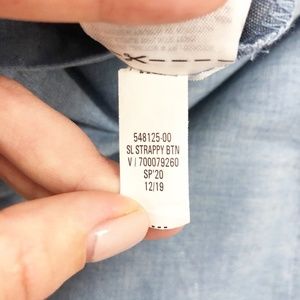 548125-00
SL STRAPPY BTN
V / 700079260
SP'20
12/19